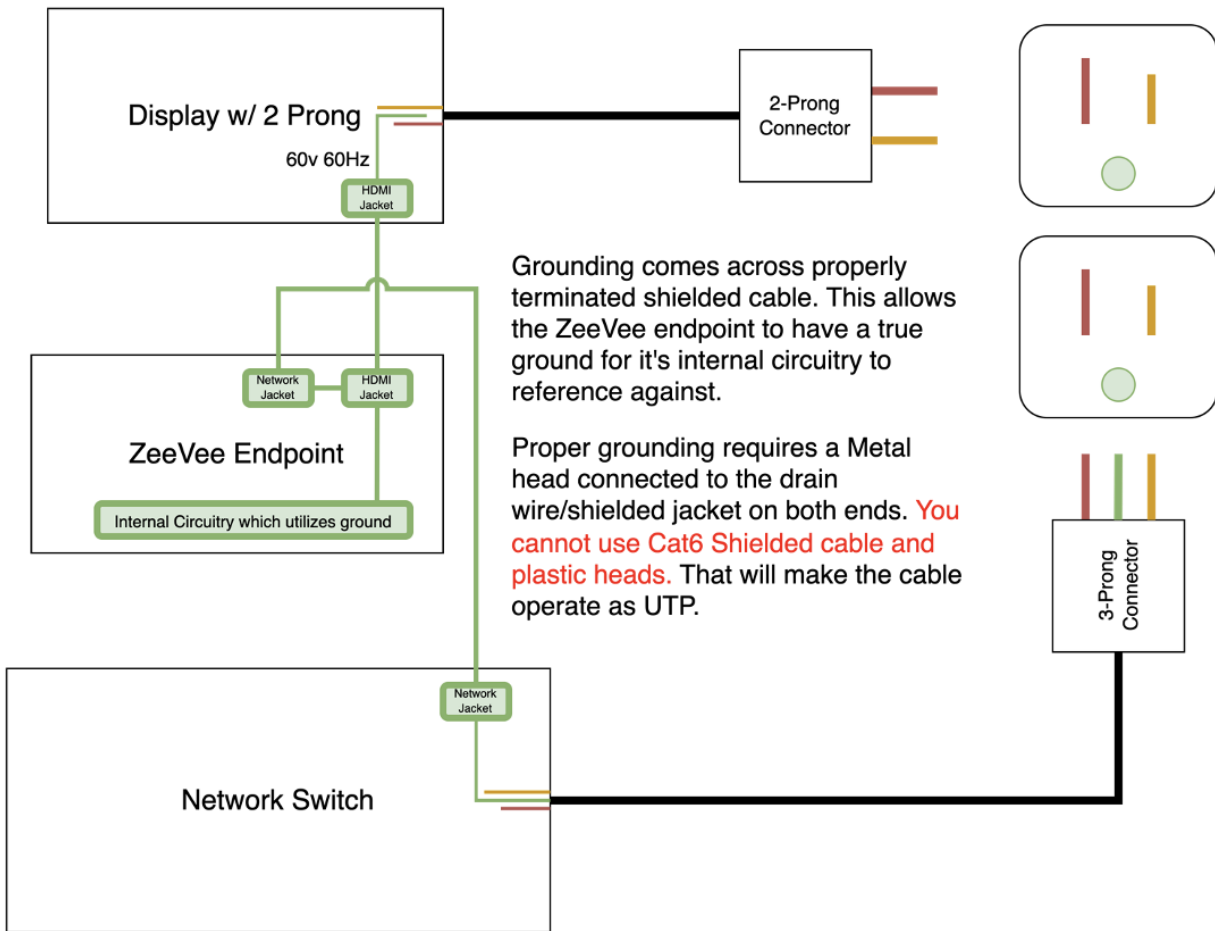 Display w/ 2 Prong
60v 60Hz
HDMI
Jacket
2-Prong
Connector
Grounding comes across properly
terminated shielded cable. This allows
the ZeeVee endpoint to have a true
ground for it's internal circuitry to
reference against.
Proper grounding requires a Metal
head connected to the drain
wire/shielded jacket on both ends. You
cannot use Cat6 Shielded cable and
plastic heads. That will make the cable
operate as UTP.
Network
Jacket
HDMI
Jacket
ZeeVee Endpoint
Internal Circuitry which utilizes ground
3-Prong
Connector
Network
Jacket
Network Switch